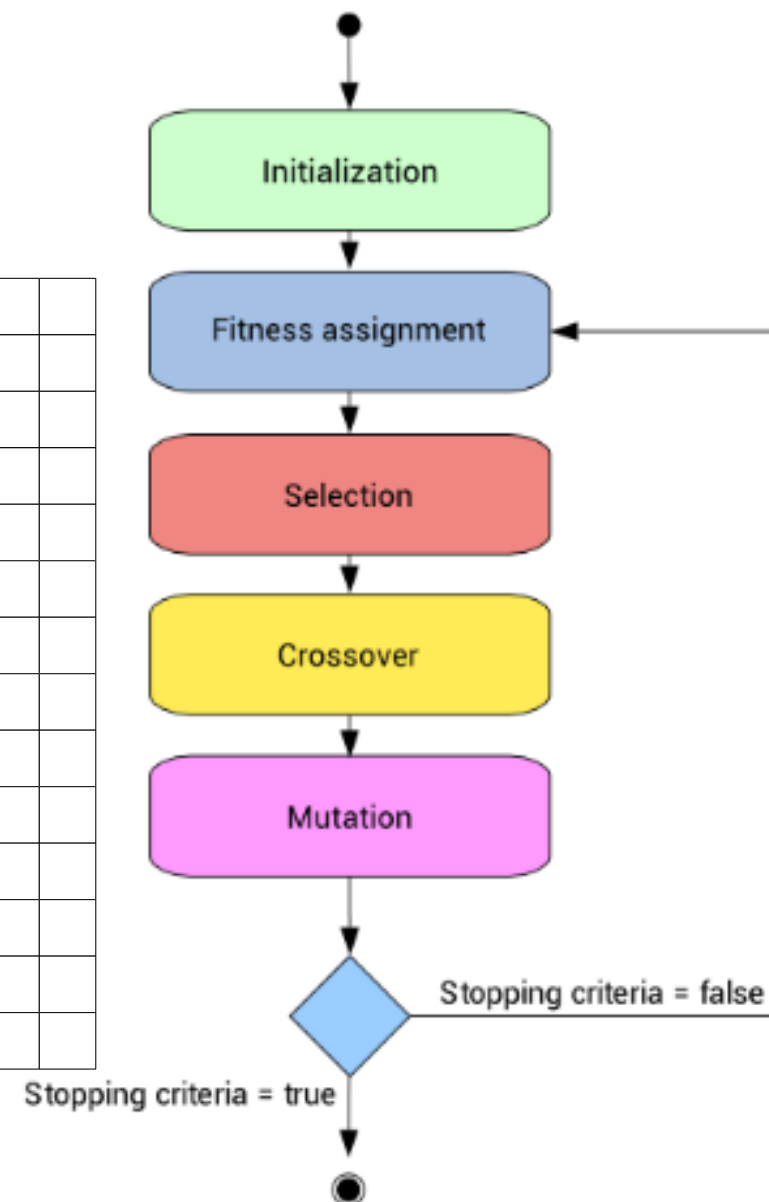 Initialization
Fitness assignment
Selection
Crossover
Mutation
Stopping criteria = false
Stopping criteria = true